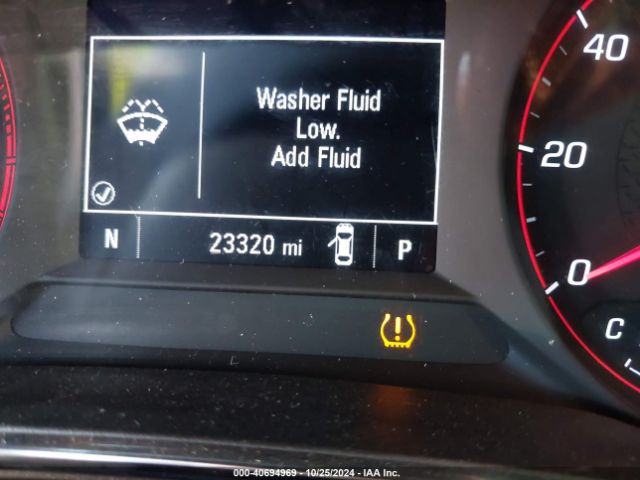 Washer Fluid
Low.
Add Fluid
N 23320 mi P
40
20
0
C
000-40694969 - 10/25/2024 - IAA Inc.